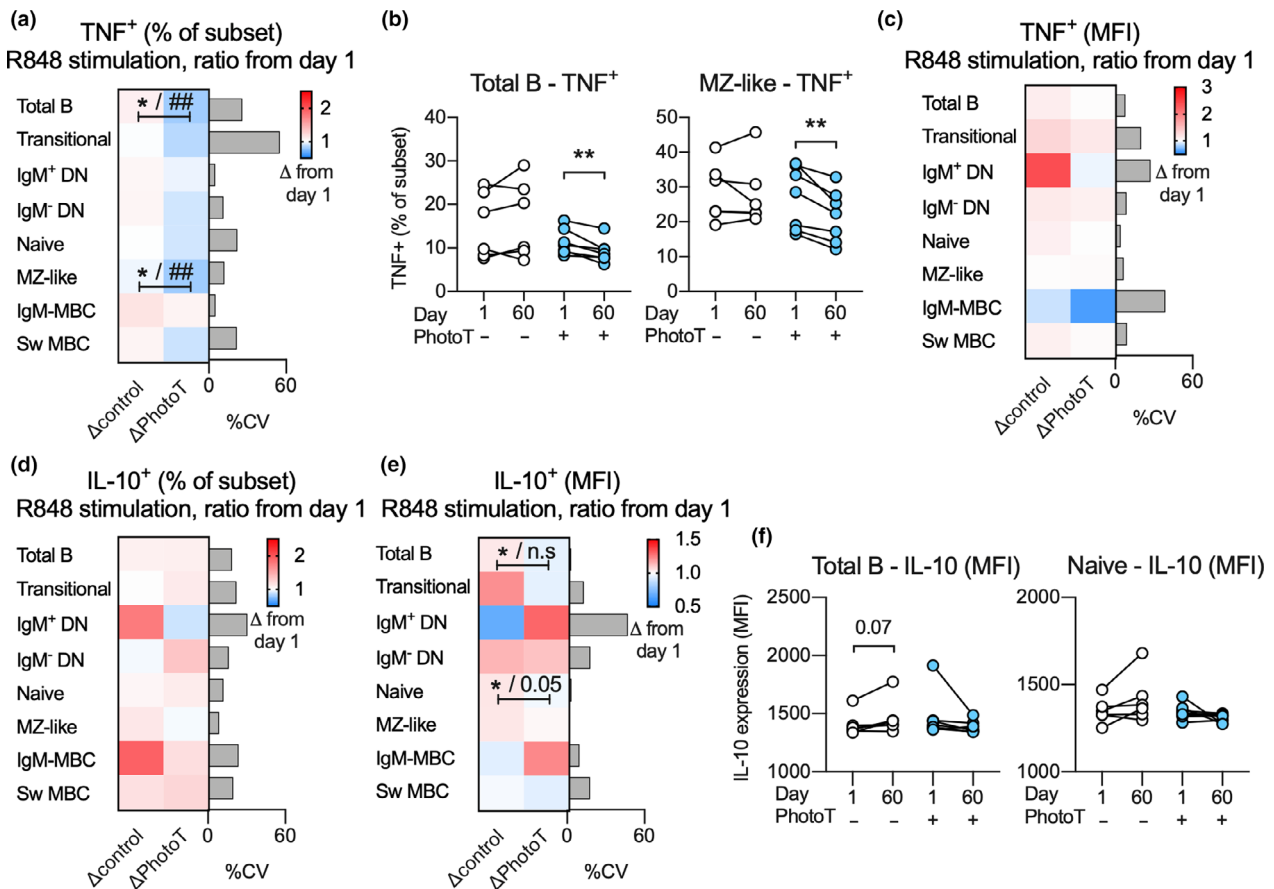 (a)
TNF+ (% of subset)
R848 stimulation, ratio from day 1
Total B
Transitional
IgM+ DN
IgM- DN
Naive
MZ-like
IgM-MBC
Sw MBC
* / ##
* / ##
2
1
Δ from
day 1
0
60
%CV
Δcontrol
ΔPhotoT
(b)
Total B - TNF+
MZ-like - TNF+
TNF+ (% of subset)
40
30
20
10
0
**
50
40
30
20
10
0
**
Day
1 60 1 60
PhotoT
– – + +
Day
1 60 1 60
PhotoT
– – + +
(c)
TNF+ (MFI)
R848 stimulation, ratio from day 1
Total B
Transitional
IgM+ DN
IgM- DN
Naive
MZ-like
IgM-MBC
Sw MBC
3
2
1
Δ from
day 1
0
60
%CV
Δcontrol
ΔPhotoT
(d)
IL-10+ (% of subset)
R848 stimulation, ratio from day 1
Total B
Transitional
IgM+ DN
IgM- DN
Naive
MZ-like
IgM-MBC
Sw MBC
2
1
Δ from
day 1
0
60
%CV
Δcontrol
ΔPhotoT
(e)
IL-10+ (MFI)
R848 stimulation, ratio from day 1
Total B
Transitional
IgM+ DN
IgM- DN
Naive
MZ-like
IgM-MBC
Sw MBC
* / n.s
* / 0.05
1.5
1.0
0.5
Δ from
day 1
0
60
%CV
Δcontrol
ΔPhotoT
(f)
Total B - IL-10 (MFI)
Naive - IL-10 (MFI)
IL-10 expression (MFI)
2500
2000
1500
1000
0.07
2000
1500
1000
Day
1 60 1 60
PhotoT
– – + +
Day
1 60 1 60
PhotoT
– – + +